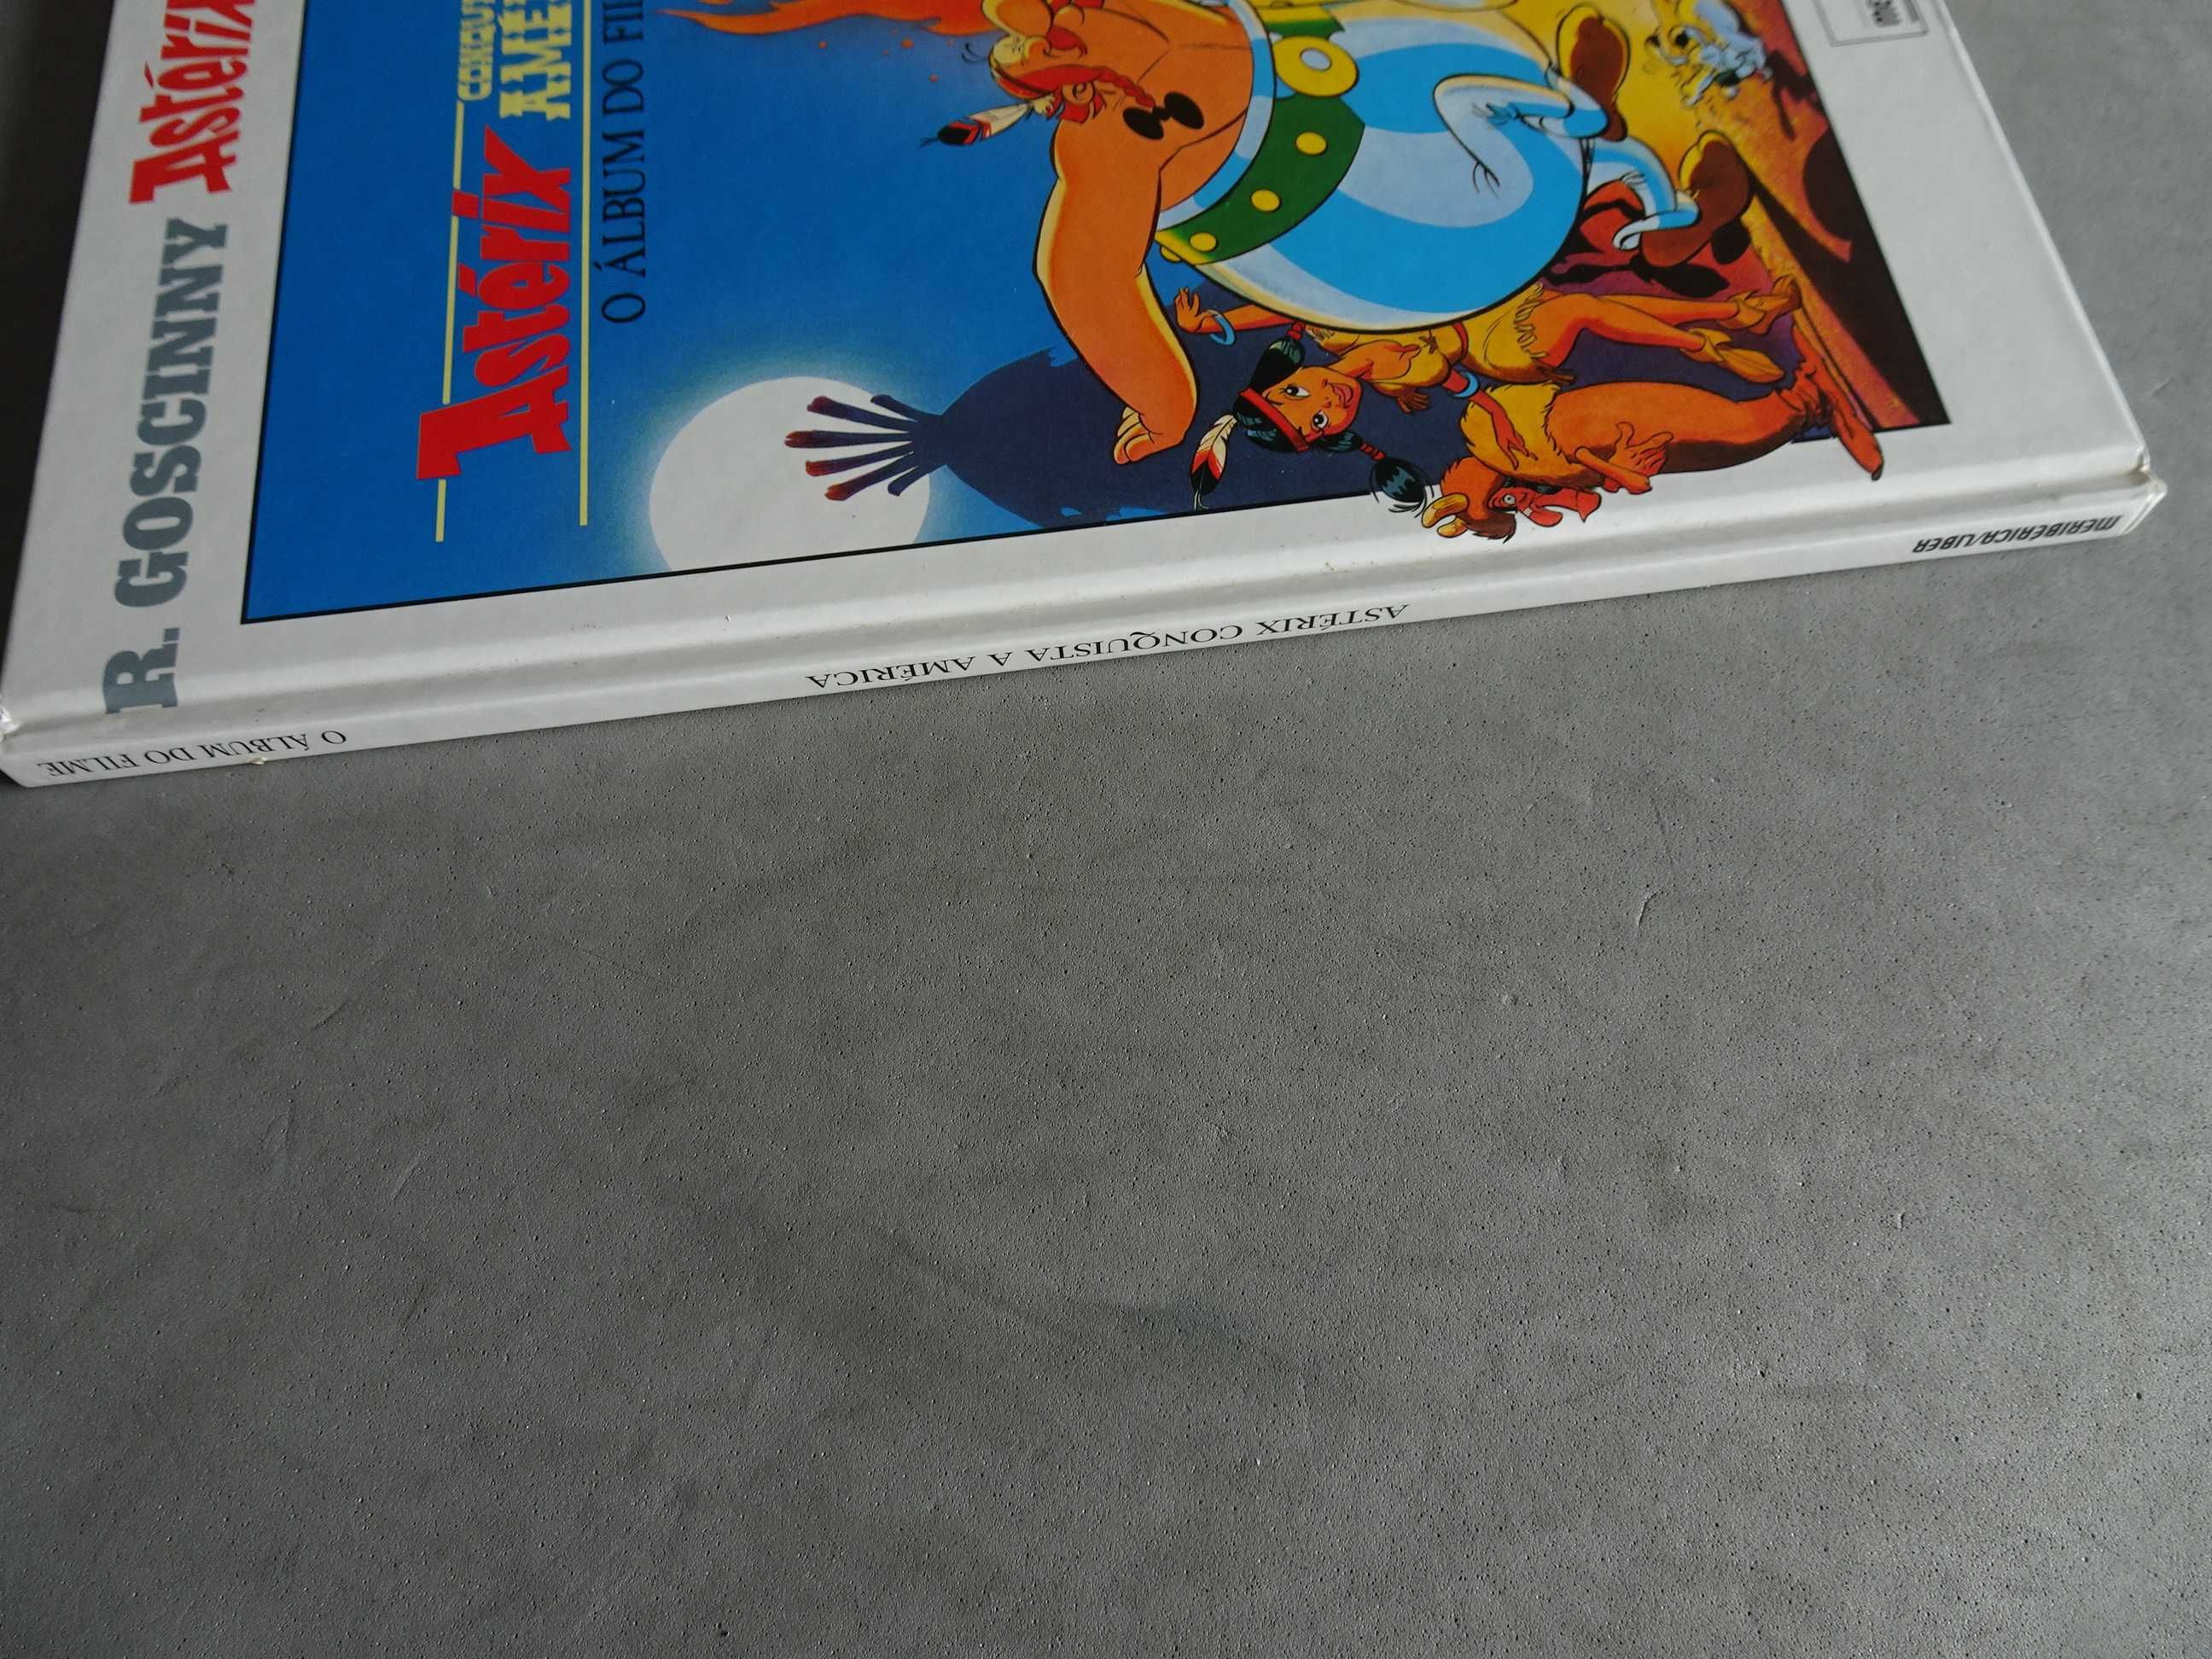 R. GOSCINNY Astérix
Astérix
O ÁLBUM DO
O ÁLBUM DO FILME
ASTÉRIX CONQUISTA A AMÉRICA
MERIBÉRICA/LIBER